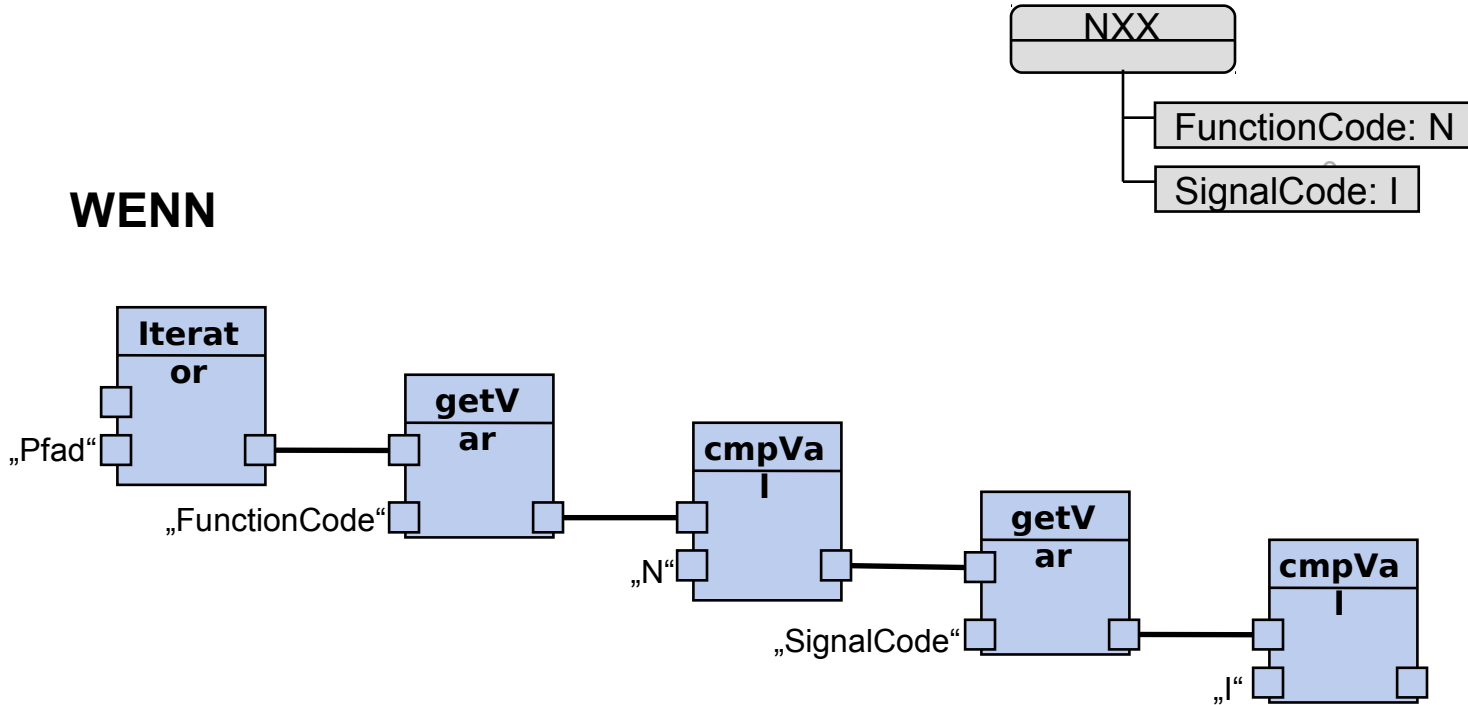 NXX
FunctionCode: N
SignalCode: I
WENN
Iterat
or
„Pfad“
getV
ar
„FunctionCode“
cmpVa
l
„N“
getV
ar
„SignalCode“
cmpVa
l
„I“